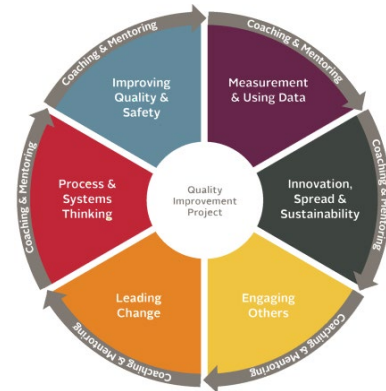 Coaching & Mentoring
Coaching & Mentoring
Improving
Quality &
Safety
Measurement
& Using Data
Coaching & Mentoring
Process &
Systems
Thinking
Quality
Improvement
Project
Innovation,
Spread &
Sustainability
Coaching & Mentoring
Leading
Change
Engaging
Others
Coaching & Mentoring
Coaching & Mentoring